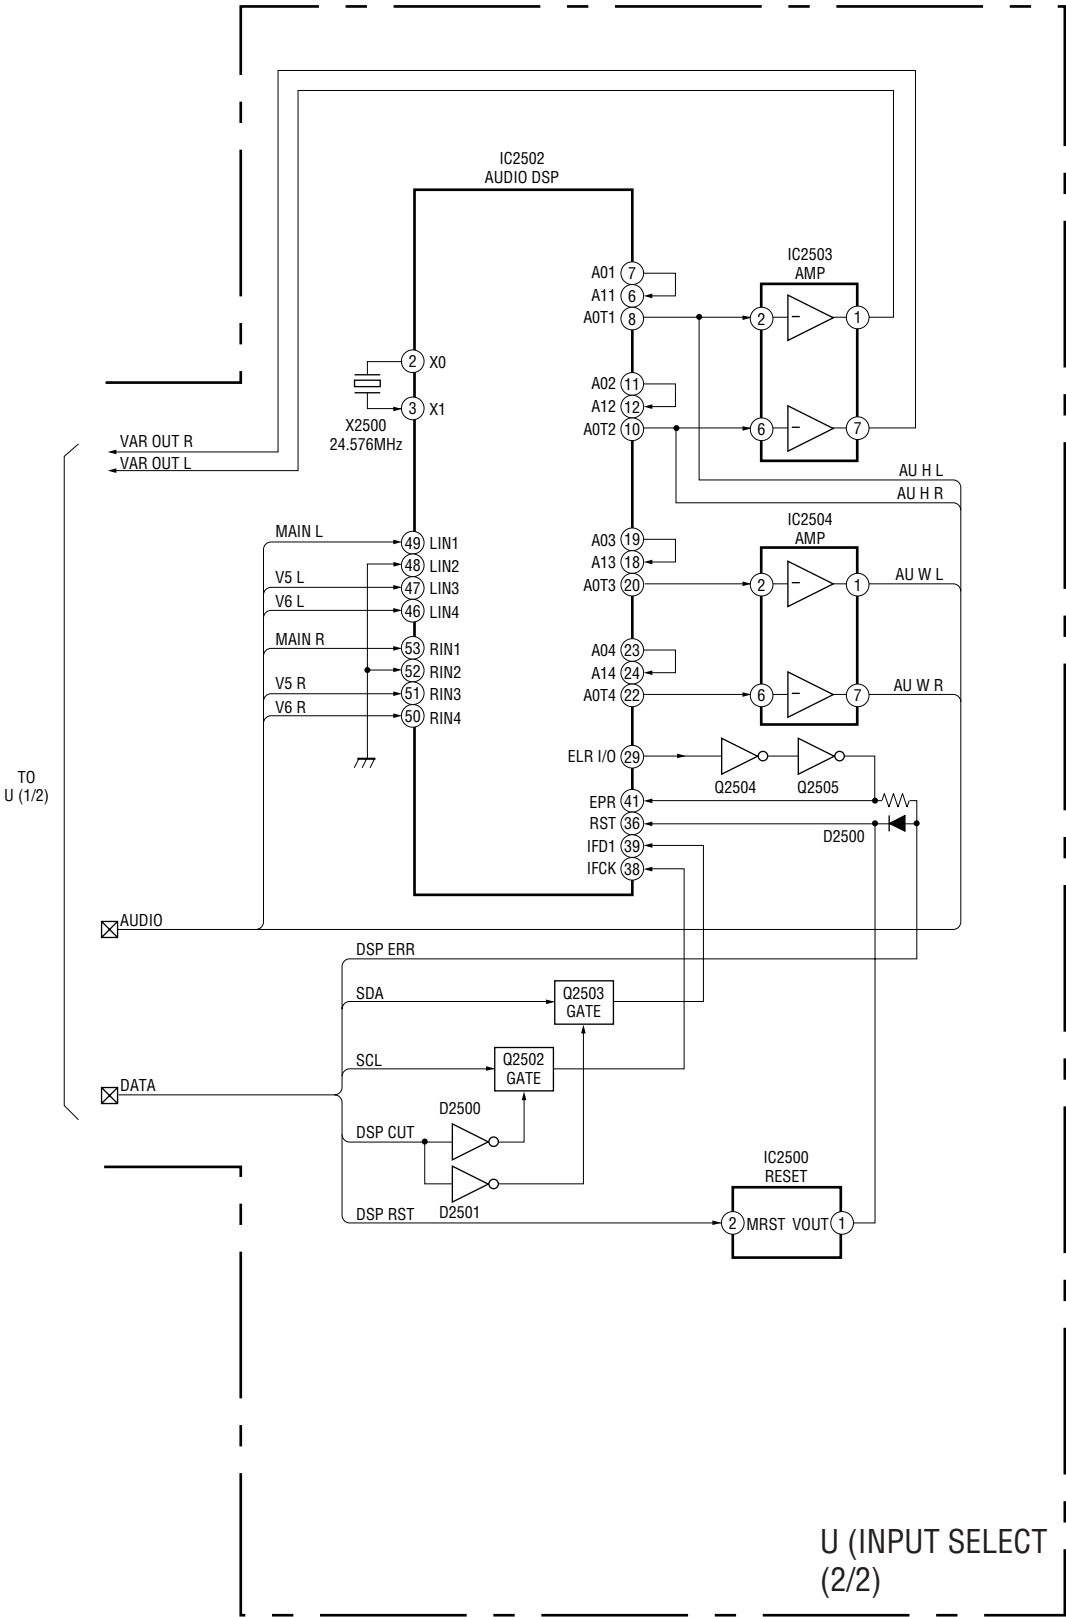 IC2502
AUDIO DSP
IC2503
AMP
A01 7
A11 6
A0T1 8
2 1
2 X0
3 X1
X2500
24.576MHz
A02 11
A12 12
A0T2 10
6 7
VAR OUT R
VAR OUT L
AU H L
AU H R
IC2504
AMP
MAIN L
49 LIN1
48 LIN2
V5 L
47 LIN3
V6 L
46 LIN4
MAIN R
53 RIN1
52 RIN2
V5 R
51 RIN3
V6 R
50 RIN4
A03 19
A13 18
A0T3 20
2 1
AU W L
A04 23
A14 24
A0T4 22
6 7
AU W R
ELR I/O 29
Q2504
Q2505
EPR 41
RST 36
D2500
IFD1 39
IFCK 38
TO
U (1/2)
AUDIO
DSP ERR
SDA
Q2503
GATE
SCL
Q2502
GATE
DATA
D2500
DSP CUT
D2501
DSP RST
IC2500
RESET
2 MRST VOUT 1
U (INPUT SELECT
(2/2)